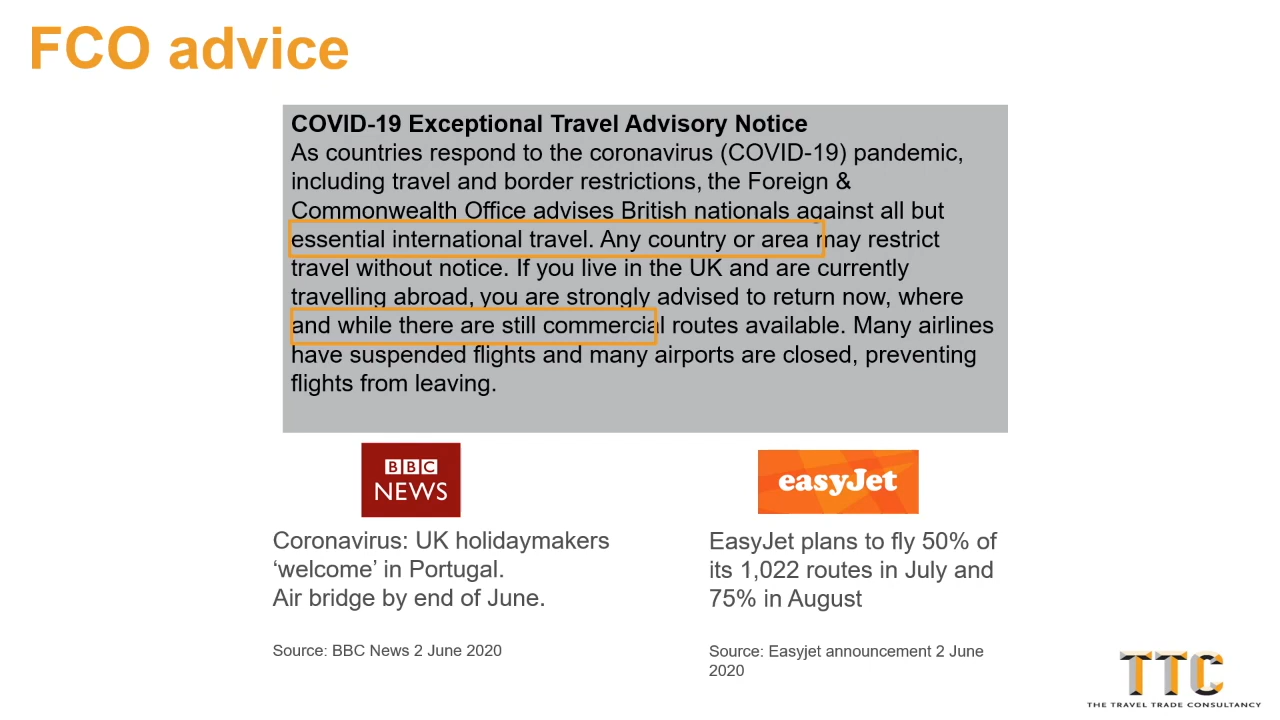 FCO advice
COVID-19 Exceptional Travel Advisory Notice
As countries respond to the coronavirus (COVID-19) pandemic,
including travel and border restrictions, the Foreign &
Commonwealth Office advises British nationals against all but
essential international travel. Any country or area may restrict
travel without notice. If you live in the UK and are currently
travelling abroad, you are strongly advised to return now, where
and while there are still commercial routes available. Many airlines
have suspended flights and many airports are closed, preventing
flights from leaving.
BBC
NEWS
Coronavirus: UK holidaymakers
‘welcome’ in Portugal.
Air bridge by end of June.
Source: BBC News 2 June 2020
easyJet
EasyJet plans to fly 50% of
its 1,022 routes in July and
75% in August
Source: Easyjet announcement 2 June
2020
TTC
THE TRAVEL TRADE CONSULTANCY